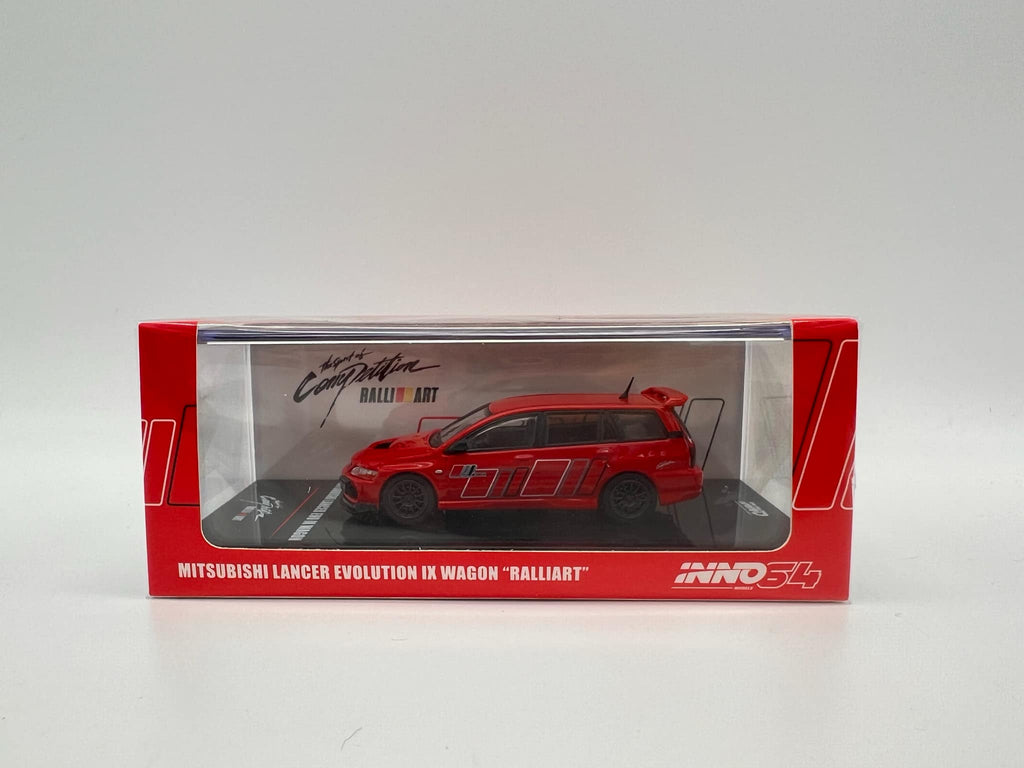 The Spirit of
Competition
RALLIART
MITSUBISHI LANCER EVOLUTION IX WAGON "RALLIART"
INNO64